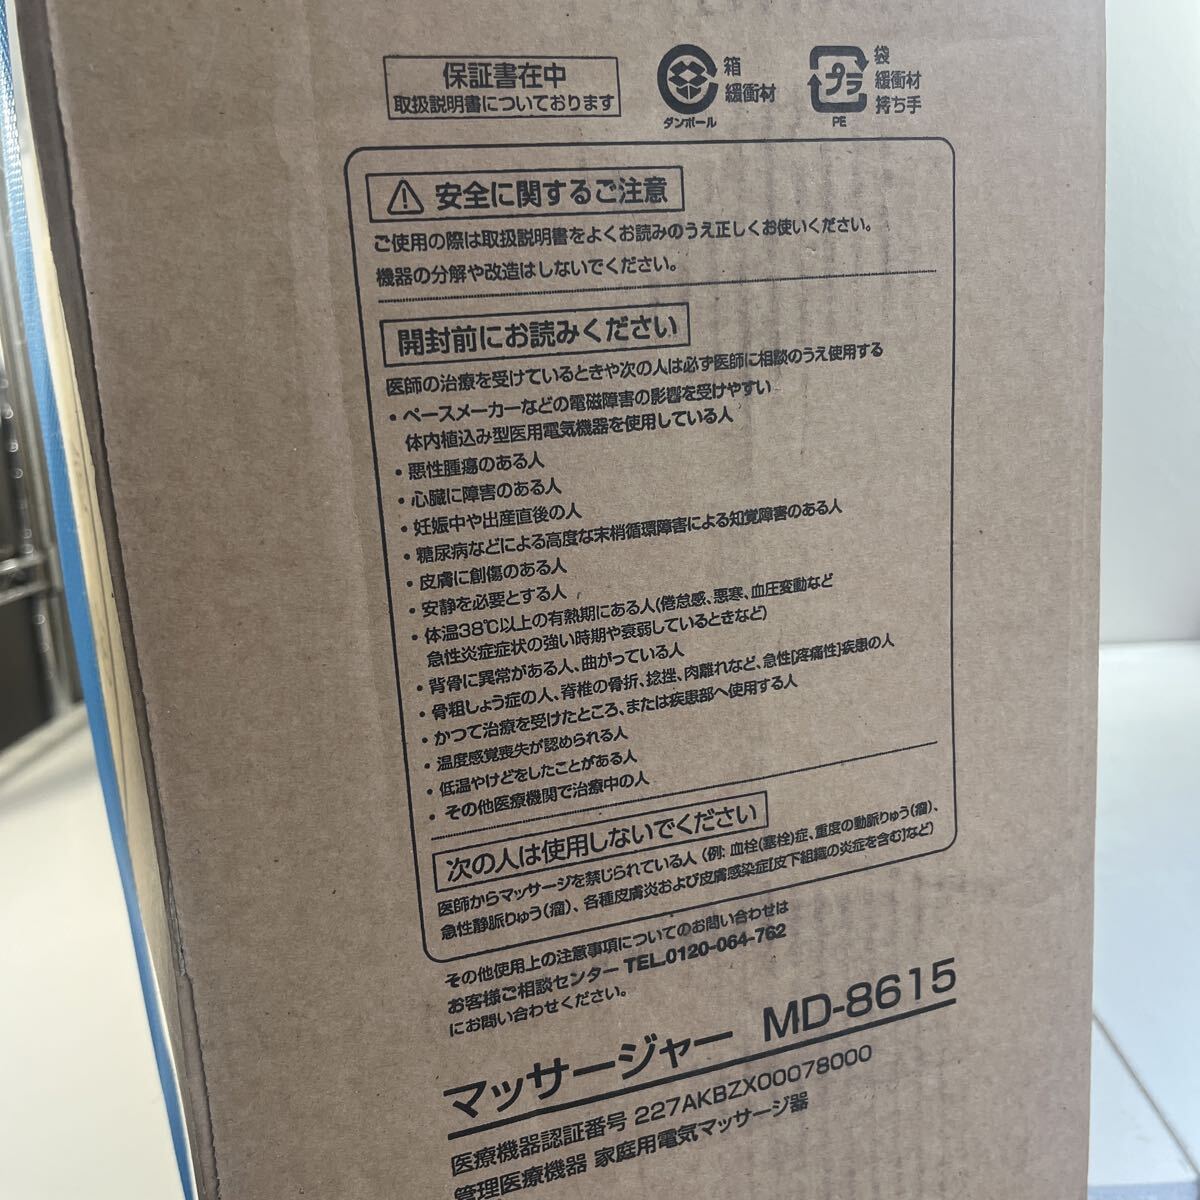 保証書在中
取扱説明書についております
箱
緩衝材
ダンボール
プラ
PE
袋
緩衝材
持ち手
安全に関するご注意
ご使用の際は取扱説明書をよくお読みのうえ正しくお使いください。
機器の分解や改造はしないでください。
開封前にお読みください
医師の治療を受けているときや次の人は必ず医師に相談のうえ使用する
・ペースメーカーなどの電磁障害の影響を受けやすい
体内植込み型医用電気機器を使用している人
・悪性腫瘍のある人
・心臓に障害のある人
・妊娠中や出産直後の人
・糖尿病などによる高度な末梢循環障害による知覚障害のある人
・皮膚に創傷のある人
・安静を必要とする人
・体温38℃以上の有熱期にある人(倦怠感、悪寒、血圧変動など
急性炎症症状の強い時期や衰弱しているときなど)
・背骨に異常がある人、曲がっている人
・骨粗しょう症の人、脊椎の骨折、捻挫、肉離れなど、急性[疼痛性]疾患の人
・かつて治療を受けたところ、または疾患部へ使用する人
・温度感覚喪失が認められる人
・低温やけどをしたことがある人
・その他医療機関で治療中の人
次の人は使用しないでください
医師からマッサージを禁じられている人(例：血栓(塞栓)症、重度の動脈りゅう(瘤)、
急性静脈りゅう(瘤)、各種皮膚炎および皮膚感染症[皮下組織の炎症を含む]など)
その他使用上の注意事項についてのお問い合わせは
お客様ご相談センター TEL.0120-064-762
にお問い合わせください。
マッサージャー MD-8615
医療機器認証番号 227AKBZX00078000
管理医療機器 家庭用電気マッサージ器